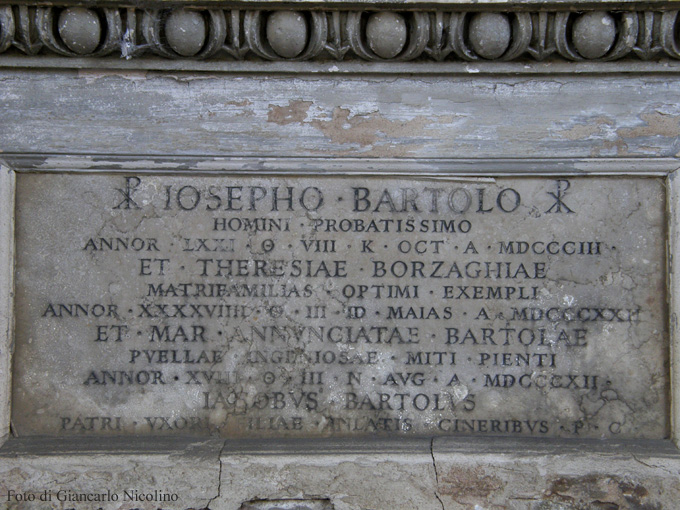 ☧ IOSEPHO · BARTOLO ☧
HOMINI · PROBATISSIMO
ANNOR · LXXI · Θ · VIII · K · OCT · A · MDCCCIII ·
ET · THERESIAE · BORZAGHIAE
MATRIFAMILIAS · OPTIMI · EXEMPLI
ANNOR · XXXXVIIII · Θ · III · ID · MAIAS · A
ET · MAR · ANNVNCIATAE · BARTOLAE
PVELLAE · INGENIOSAE · MITI · PIENTI
ANNOR · XVIII · Θ · III · N · AVG · A · MDCCCXII ·
IACOBVS · BARTOLVS
PATRI · VXORI · FILIAE · INLATIS · CINERIBVS · P · C
Foto di Giancarlo Nicolino